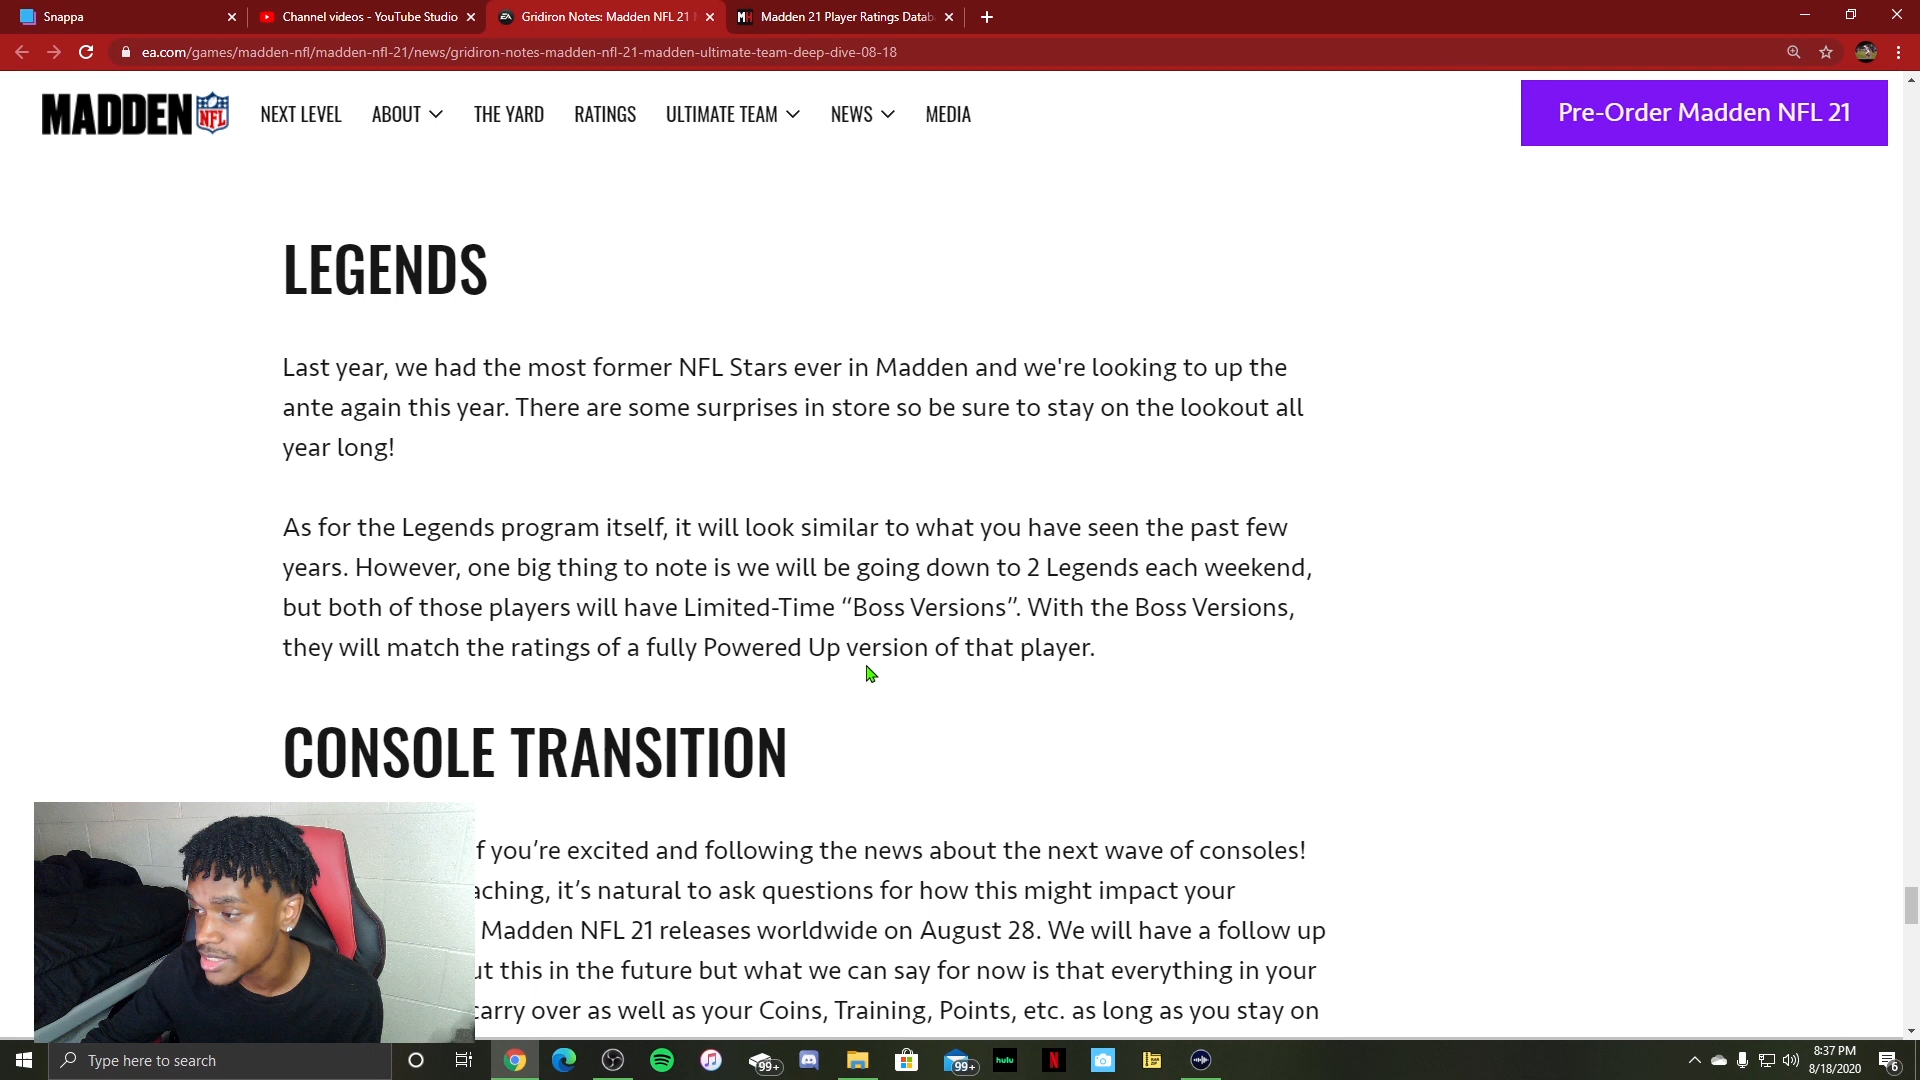 Snappa
Channel videos - YouTube Studio
Gridiron Notes: Madden NFL 21
Madden 21 Player Ratings Datab
ea.com/games/madden-nfl/madden-nfl-21/news/gridiron-notes-madden-nfl-21-madden-ultimate-team-deep-dive-08-18
MADDEN NFL
NEXT LEVEL ABOUT THE YARD RATINGS ULTIMATE TEAM NEWS MEDIA
Pre-Order Madden NFL 21
LEGENDS
Last year, we had the most former NFL Stars ever in Madden and we're looking to up the
ante again this year. There are some surprises in store so be sure to stay on the lookout all
year long!
As for the Legends program itself, it will look similar to what you have seen the past few
years. However, one big thing to note is we will be going down to 2 Legends each weekend,
but both of those players will have Limited-Time “Boss Versions”. With the Boss Versions,
they will match the ratings of a fully Powered Up version of that player.
CONSOLE TRANSITION
f you’re excited and following the news about the next wave of consoles!
aching, it’s natural to ask questions for how this might impact your
Madden NFL 21 releases worldwide on August 28. We will have a follow up
ut this in the future but what we can say for now is that everything in your
carry over as well as your Coins, Training, Points, etc. as long as you stay on
Type here to search
99+
99+
hulu
8:37 PM
8/18/2020
6